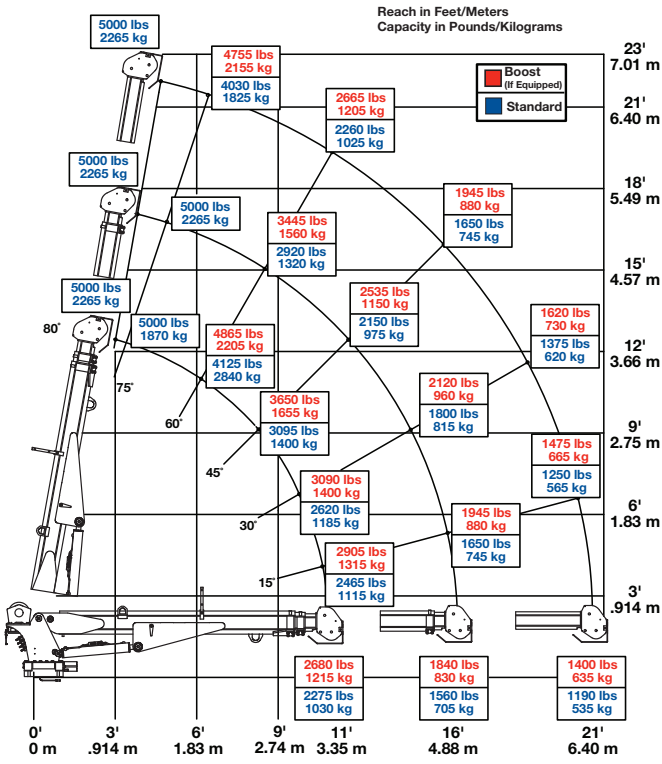 Reach in Feet/Meters
Capacity in Pounds/Kilograms
Boost
(If Equipped)
Standard
5000 lbs
2265 kg
4755 lbs
2155 kg
4030 lbs
1825 kg
2665 lbs
1205 kg
2260 lbs
1025 kg
23'
7.01 m
21'
6.40 m
5000 lbs
2265 kg
5000 lbs
2265 kg
3445 lbs
1560 kg
2920 lbs
1320 kg
1945 lbs
880 kg
1650 lbs
745 kg
18'
5.49 m
15'
4.57 m
5000 lbs
2265 kg
80°
5000 lbs
1870 kg
75°
4865 lbs
2205 kg
4125 lbs
2840 kg
60°
2535 lbs
1150 kg
2150 lbs
975 kg
1620 lbs
730 kg
1375 lbs
620 kg
12'
3.66 m
3650 lbs
1655 kg
3095 lbs
1400 kg
45°
2120 lbs
960 kg
1800 lbs
815 kg
9'
2.75 m
3090 lbs
1400 kg
2620 lbs
1185 kg
30°
1475 lbs
665 kg
1250 lbs
565 kg
6'
1.83 m
2905 lbs
1315 kg
2465 lbs
1115 kg
15°
1945 lbs
880 kg
1650 lbs
745 kg
3'
.914 m
2680 lbs
1215 kg
2275 lbs
1030 kg
1840 lbs
830 kg
1560 lbs
705 kg
1400 lbs
635 kg
1190 lbs
535 kg
0' 3' 6' 9' 11' 16' 21'
0 m .914 m 1.83 m 2.74 m 3.35 m 4.88 m 6.40 m